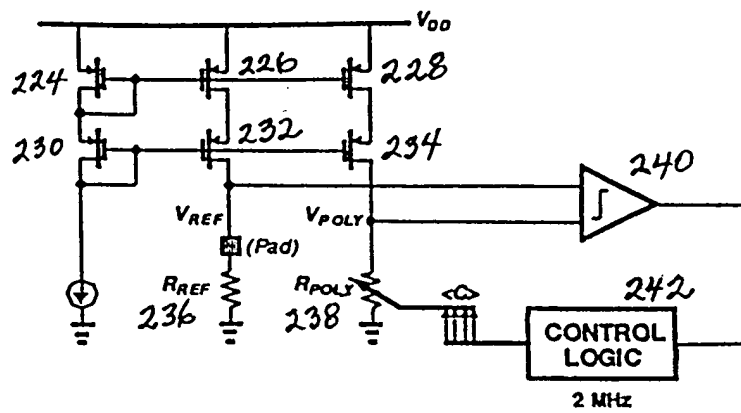 VDD
224
226
228
230
232
234
240
VREF
VPOLY
(Pad)
RREF
236
RPOLY
238
<C>
242
CONTROL
LOGIC
2 MHz